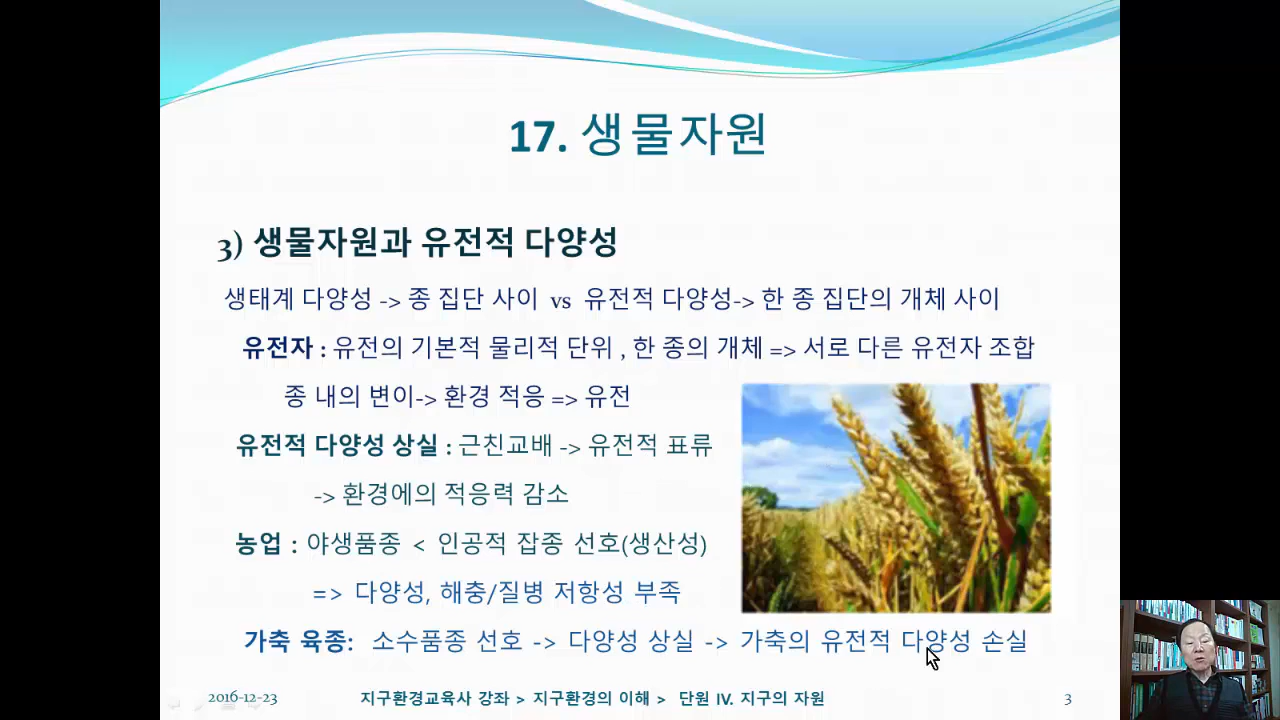 17. 생물자원
3) 생물자원과 유전적 다양성
생태계 다양성 -> 종 집단 사이 vs 유전적 다양성-> 한 종 집단의 개체 사이
유전자 : 유전의 기본적 물리적 단위 , 한 종의 개체 => 서로 다른 유전자 조합
종 내의 변이-> 환경 적응 => 유전
유전적 다양성 상실 : 근친교배 -> 유전적 표류
-> 환경에의 적응력 감소
농업 : 야생품종 < 인공적 잡종 선호(생산성)
=> 다양성, 해충/질병 저항성 부족
가축 육종: 소수품종 선호 -> 다양성 상실 -> 가축의 유전적 다양성 손실
2016-12-23 지구환경교육사 강좌 > 지구환경의 이해 > 단원 IV. 지구의 자원 3